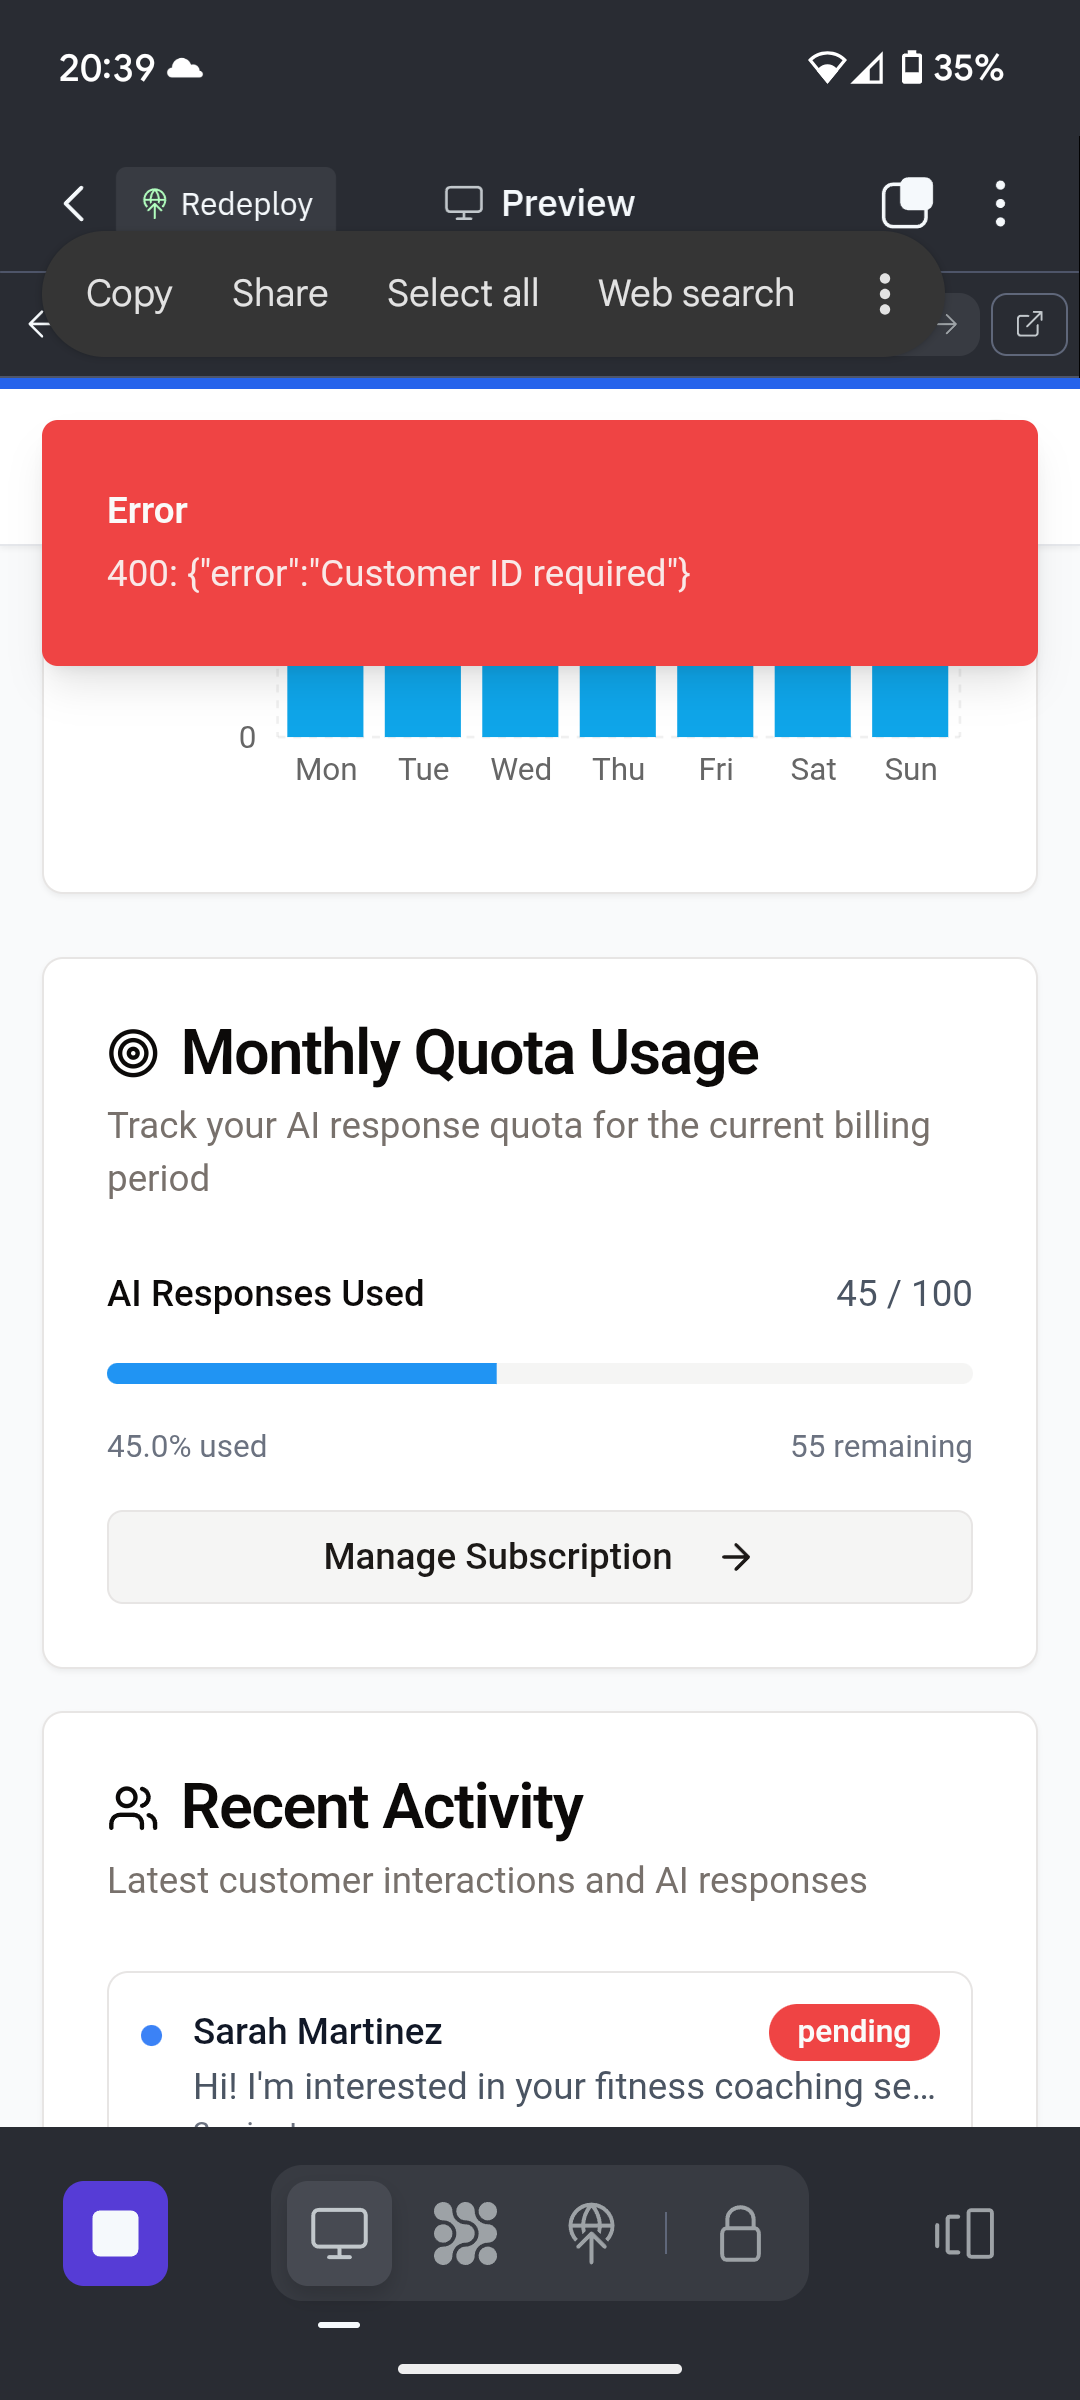 20:39
35%
Redeploy
Preview
Copy
Share
Select all
Web search
Error
400: {"error":"Customer ID required"}
0
Mon Tue Wed Thu Fri Sat Sun
Monthly Quota Usage
Track your AI response quota for the current billing
period
AI Responses Used
45 / 100
45.0% used
55 remaining
Manage Subscription
Recent Activity
Latest customer interactions and AI responses
Sarah Martinez
pending
Hi! I'm interested in your fitness coaching se...